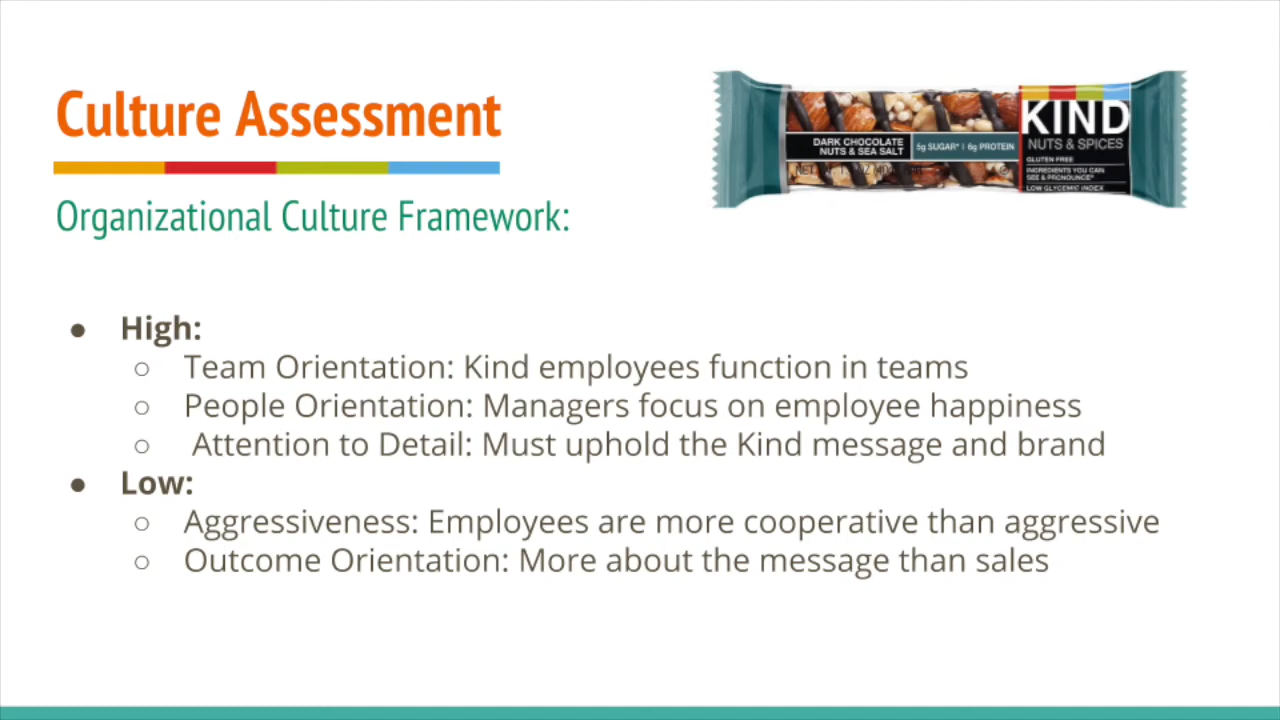 Culture Assessment
Organizational Culture Framework:
KIND
NUTS & SPICES
DARK CHOCOLATE
NUTS & SEA SALT
5g SUGAR* | 6g PROTEIN
GLUTEN FREE
INGREDIENTS YOU CAN
SEE & PRONOUNCE*
LOW GLYCEMIC INDEX
● High:
○ Team Orientation: Kind employees function in teams
○ People Orientation: Managers focus on employee happiness
○ Attention to Detail: Must uphold the Kind message and brand
● Low:
○ Aggressiveness: Employees are more cooperative than aggressive
○ Outcome Orientation: More about the message than sales